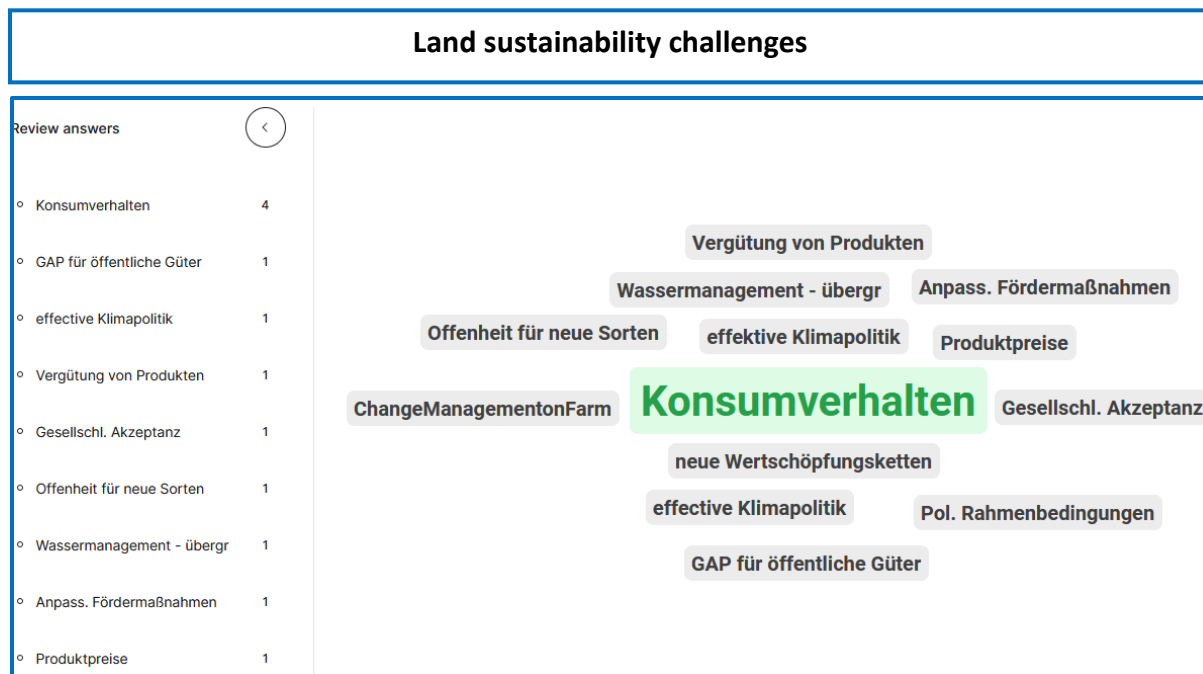 Land sustainability challenges
Review answers
Konsumverhalten 4
GAP für öffentliche Güter 1
effective Klimapolitik 1
Vergütung von Produkten 1
Gesellschl. Akzeptanz 1
Offenheit für neue Sorten 1
Wassermanagement - übergr 1
Anpass. Fördermaßnahmen 1
Produktpreise 1
Vergütung von Produkten
Wassermanagement - übergr
Anpass. Fördermaßnahmen
Offenheit für neue Sorten
effektive Klimapolitik
Produktpreise
ChangeManagementonFarm
Konsumverhalten
Gesellschl. Akzeptanz
neue Wertschöpfungsketten
effective Klimapolitik
Pol. Rahmenbedingungen
GAP für öffentliche Güter